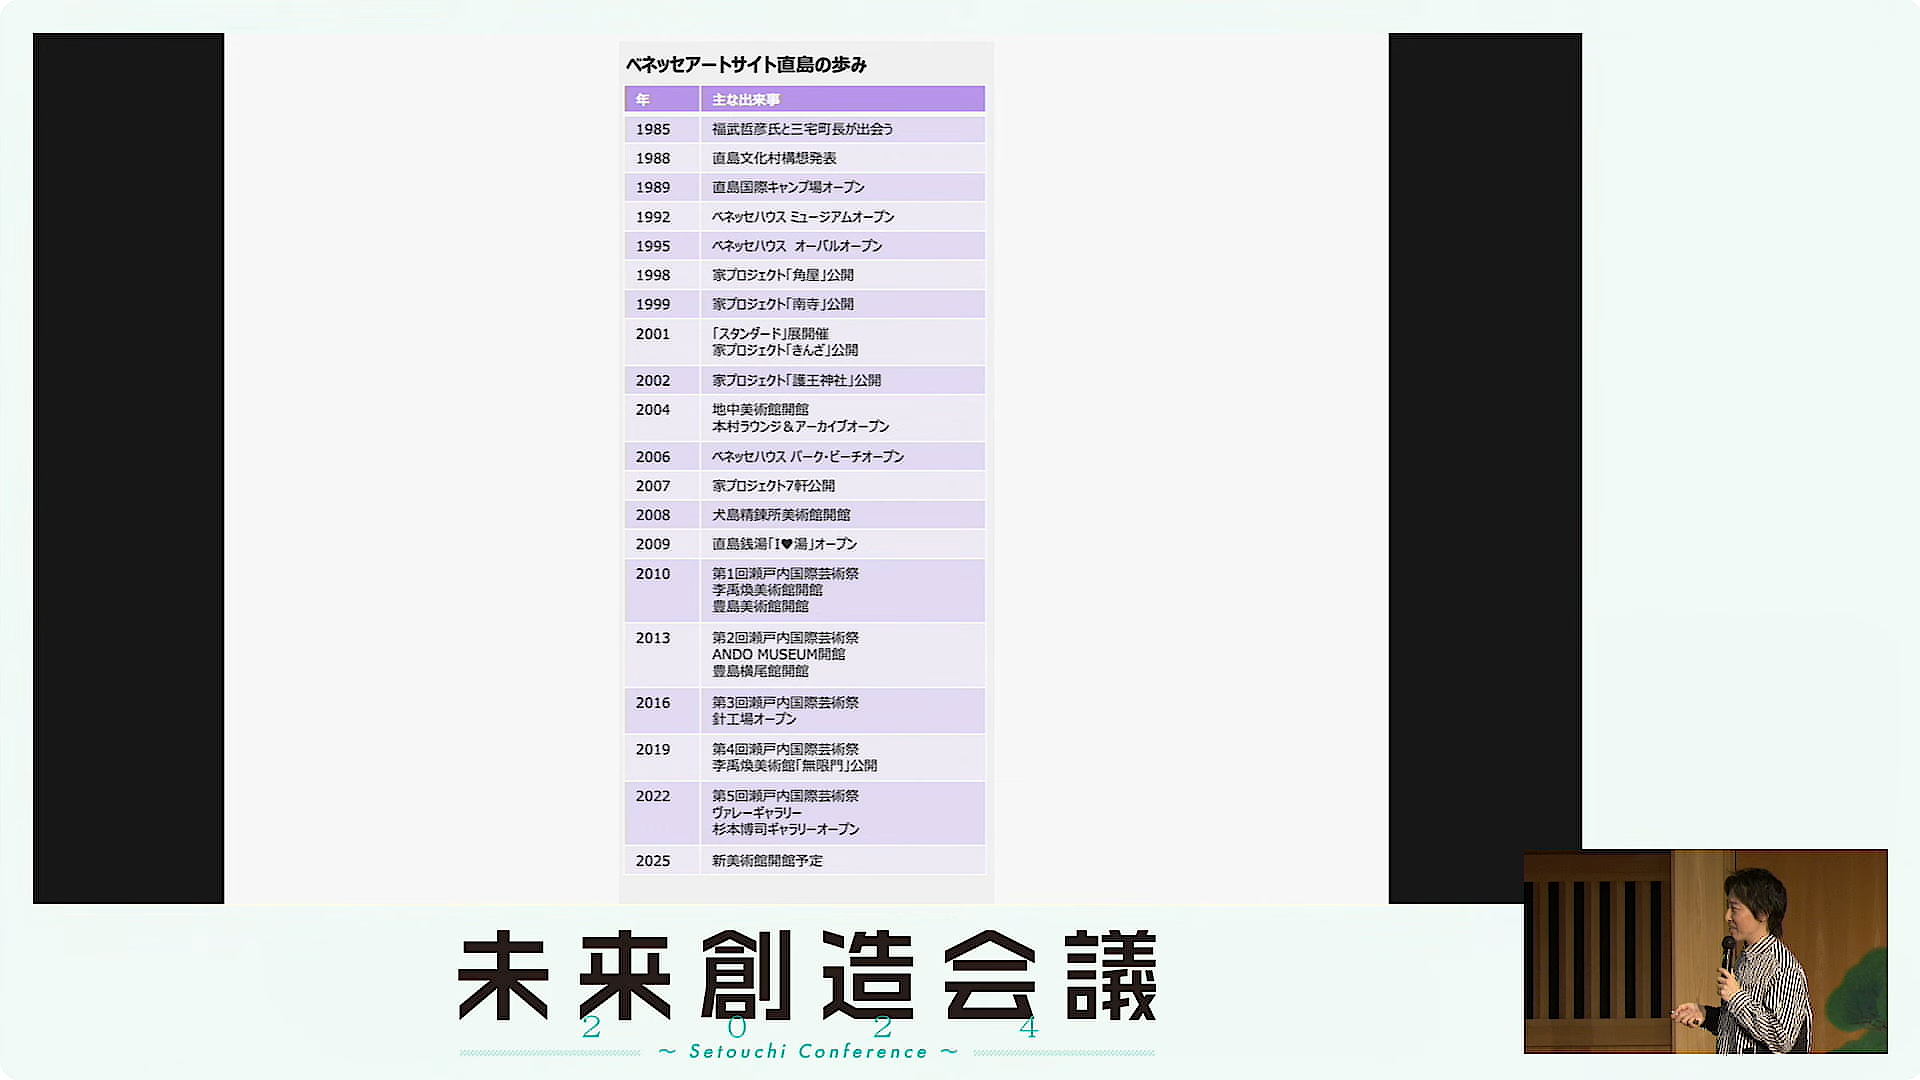 ベネッセアートサイト直島の歩み
年 主な出来事
1985 福武哲彦氏と三宅町長が出会う
1988 直島文化村構想発表
1989 直島国際キャンプ場オープン
1992 ベネッセハウス ミュージアムオープン
1995 ベネッセハウス オーバルオープン
1998 家プロジェクト「角屋」公開
1999 家プロジェクト「南寺」公開
2001 「スタンダード」展開催
家プロジェクト「きんざ」公開
2002 家プロジェクト「護王神社」公開
2004 地中美術館開館
本村ラウンジ＆アーカイブオープン
2006 ベネッセハウス パーク・ビーチオープン
2007 家プロジェクト7軒公開
2008 犬島精錬所美術館開館
2009 直島銭湯「I♥湯」オープン
2010 第1回瀬戸内国際芸術祭
李禹煥美術館開館
豊島美術館開館
2013 第2回瀬戸内国際芸術祭
ANDO MUSEUM開館
豊島横尾館開館
2016 第3回瀬戸内国際芸術祭
針工場オープン
2019 第4回瀬戸内国際芸術祭
李禹煥美術館「無限門」公開
2022 第5回瀬戸内国際芸術祭
ヴァレーギャラリー
杉本博司ギャラリーオープン
2025 新美術館開館予定
未来創造会議
2024
～ Setouchi Conference ～